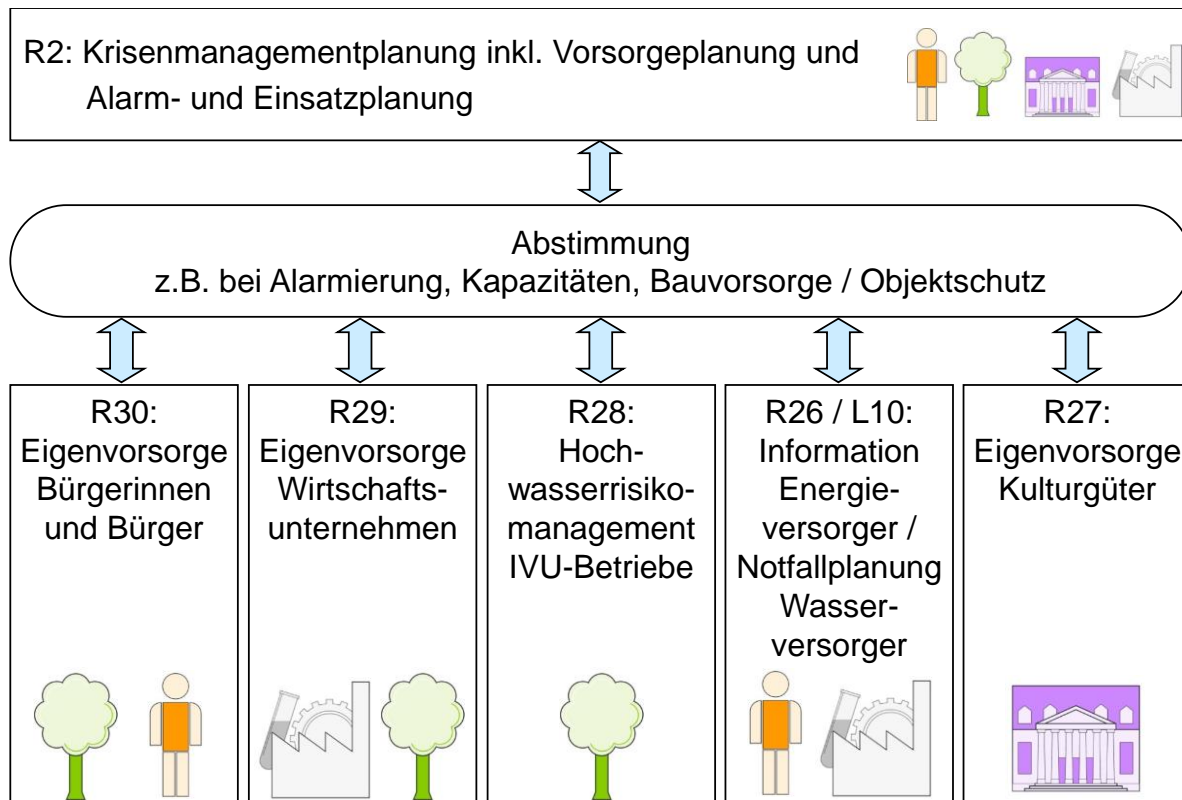 R2: Krisenmanagementplanung inkl. Vorsorgeplanung und
Alarm- und Einsatzplanung
Abstimmung
z.B. bei Alarmierung, Kapazitäten, Bauvorsorge / Objektschutz
R30:
Eigenvorsorge
Bürgerinnen
und Bürger
R29:
Eigenvorsorge
Wirtschafts-
unternehmen
R28:
Hoch-
wasserrisiko-
management
IVU-Betriebe
R26 / L10:
Information
Energie-
versorger /
Notfallplanung
Wasser-
versorger
R27:
Eigenvorsorge
Kulturgüter